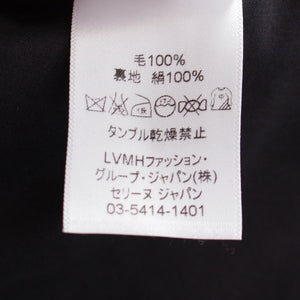 毛100%
裏地 絹100%
タンブル乾燥禁止
LVMHファッション・
グループ・ジャパン(株)
セリーヌ ジャパン
03-5414-1401